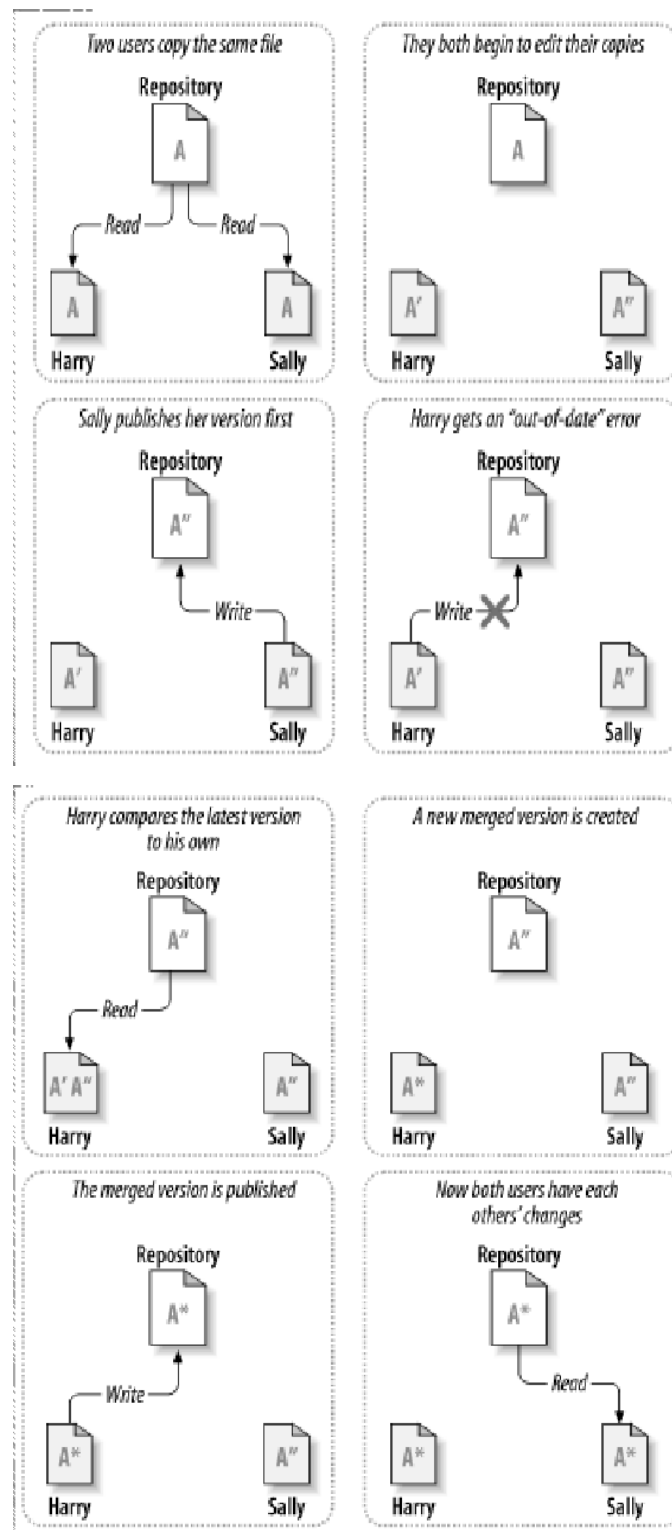 Two users copy the same file
Repository
A
Read
Read
A
A
Harry
Sally
They both begin to edit their copies
Repository
A
A'
A"
Harry
Sally
Sally publishes her version first
Repository
A"
Write
A'
A"
Harry
Sally
Harry gets an "out-of-date" error
Repository
A"
Write
A'
A"
Harry
Sally
Harry compares the latest version
to his own
Repository
A"
Read
A' A"
A"
Harry
Sally
A new merged version is created
Repository
A"
A*
A"
Harry
Sally
The merged version is published
Repository
A*
Write
A*
A"
Harry
Sally
Now both users have each
others' changes
Repository
A*
Read
A*
A*
Harry
Sally